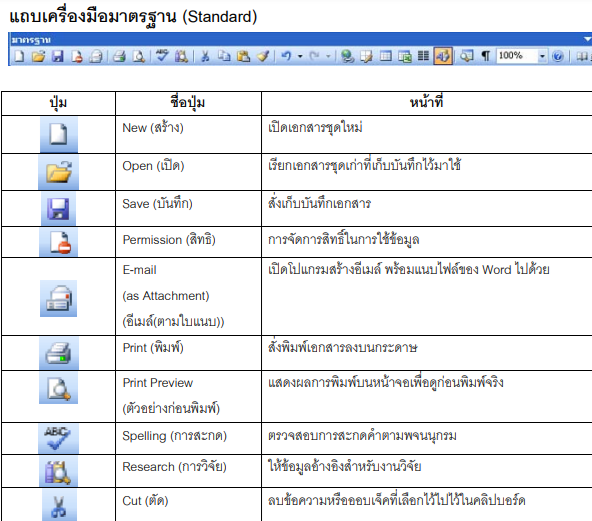 แถบเครื่องมือมาตรฐาน (Standard)
มาตรฐาน
100%
ปุ่ม ชื่อปุ่ม หน้าที่
New (สร้าง) เปิดเอกสารชุดใหม่
Open (เปิด) เรียกเอกสารชุดเก่าที่เก็บบันทึกไว้มาใช้
Save (บันทึก) สั่งเก็บบันทึกเอกสาร
Permission (สิทธิ) การจัดการสิทธิ์ในการใช้ข้อมูล
E-mail เปิดโปแกรมสร้างอีเมล์ พร้อมแนบไฟล์ของ Word ไปด้วย
(as Attachment)
(อีเมล์(ตามใบแนบ))
Print (พิมพ์) สั่งพิมพ์เอกสารลงบนกระดาษ
Print Preview แสดงผลการพิมพ์บนหน้าจอเพื่อดูก่อนพิมพ์จริง
(ตัวอย่างก่อนพิมพ์)
ABC Spelling (การสะกด) ตรวจสอบการสะกดคำตามพจนนุกรม
Research (การวิจัย) ให้ข้อมูลอ้างอิงสำหรับงานวิจัย
Cut (ตัด) ลบข้อความหรือออบเจ็คที่เลือกไว้ไปไว้ในคลิปบอร์ด